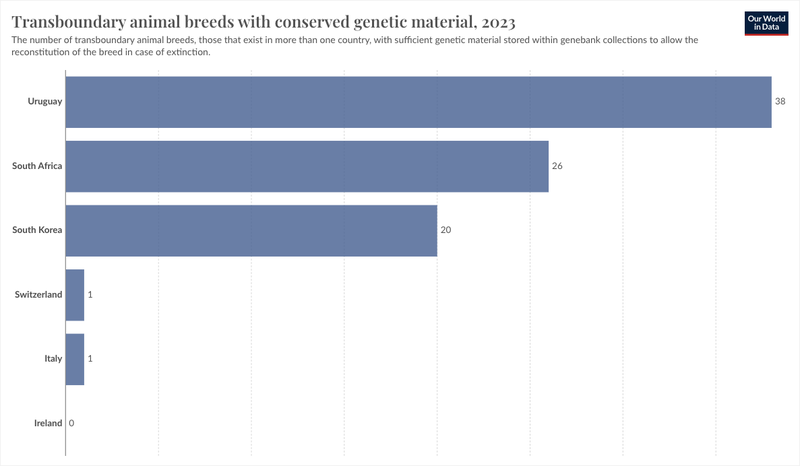 Transboundary animal breeds with conserved genetic material, 2023
Our World
in Data
The number of transboundary animal breeds, those that exist in more than one country, with sufficient genetic material stored within genebank collections to allow the
reconstitution of the breed in case of extinction.
Uruguay 38
South Africa 26
South Korea 20
Switzerland 1
Italy 1
Ireland 0